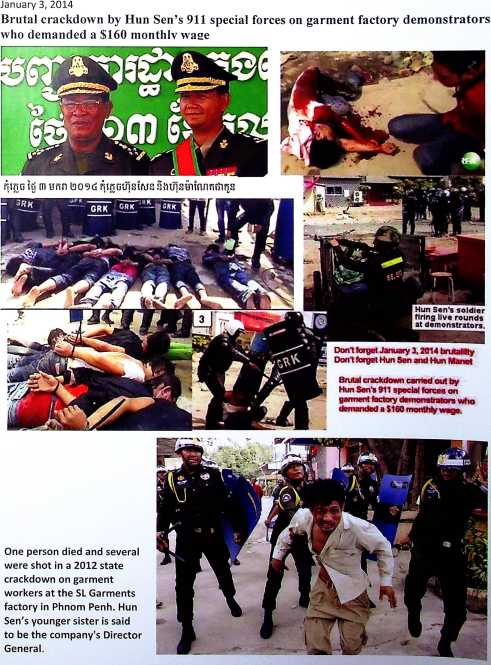 January 3, 2014
Brutal crackdown by Hun Sen's 911 special forces on garment factory demonstrators
who demanded a $160 monthly wage
កុំភ្លេច ថ្ងៃ ៣ មករា ២០១៤ កុំភ្លេចហ៊ុនសែន និងហ៊ុនម៉ាណែតជាកូន
GRK
GRK
GRK
GRK
Hun Sen's soldier
firing live rounds
at demonstrators.
3
GRK
Don't forget January 3, 2014 brutality
Don't forget Hun Sen and Hun Manet
Brutal crackdown carried out by
Hun Sen's 911 special forces on
garment factory demonstrators who
demanded a $160 monthly wage.
One person died and several
were shot in a 2012 state
crackdown on garment
workers at the SL Garments
factory in Phnom Penh. Hun
Sen's younger sister is said
to be the company's Director
General.